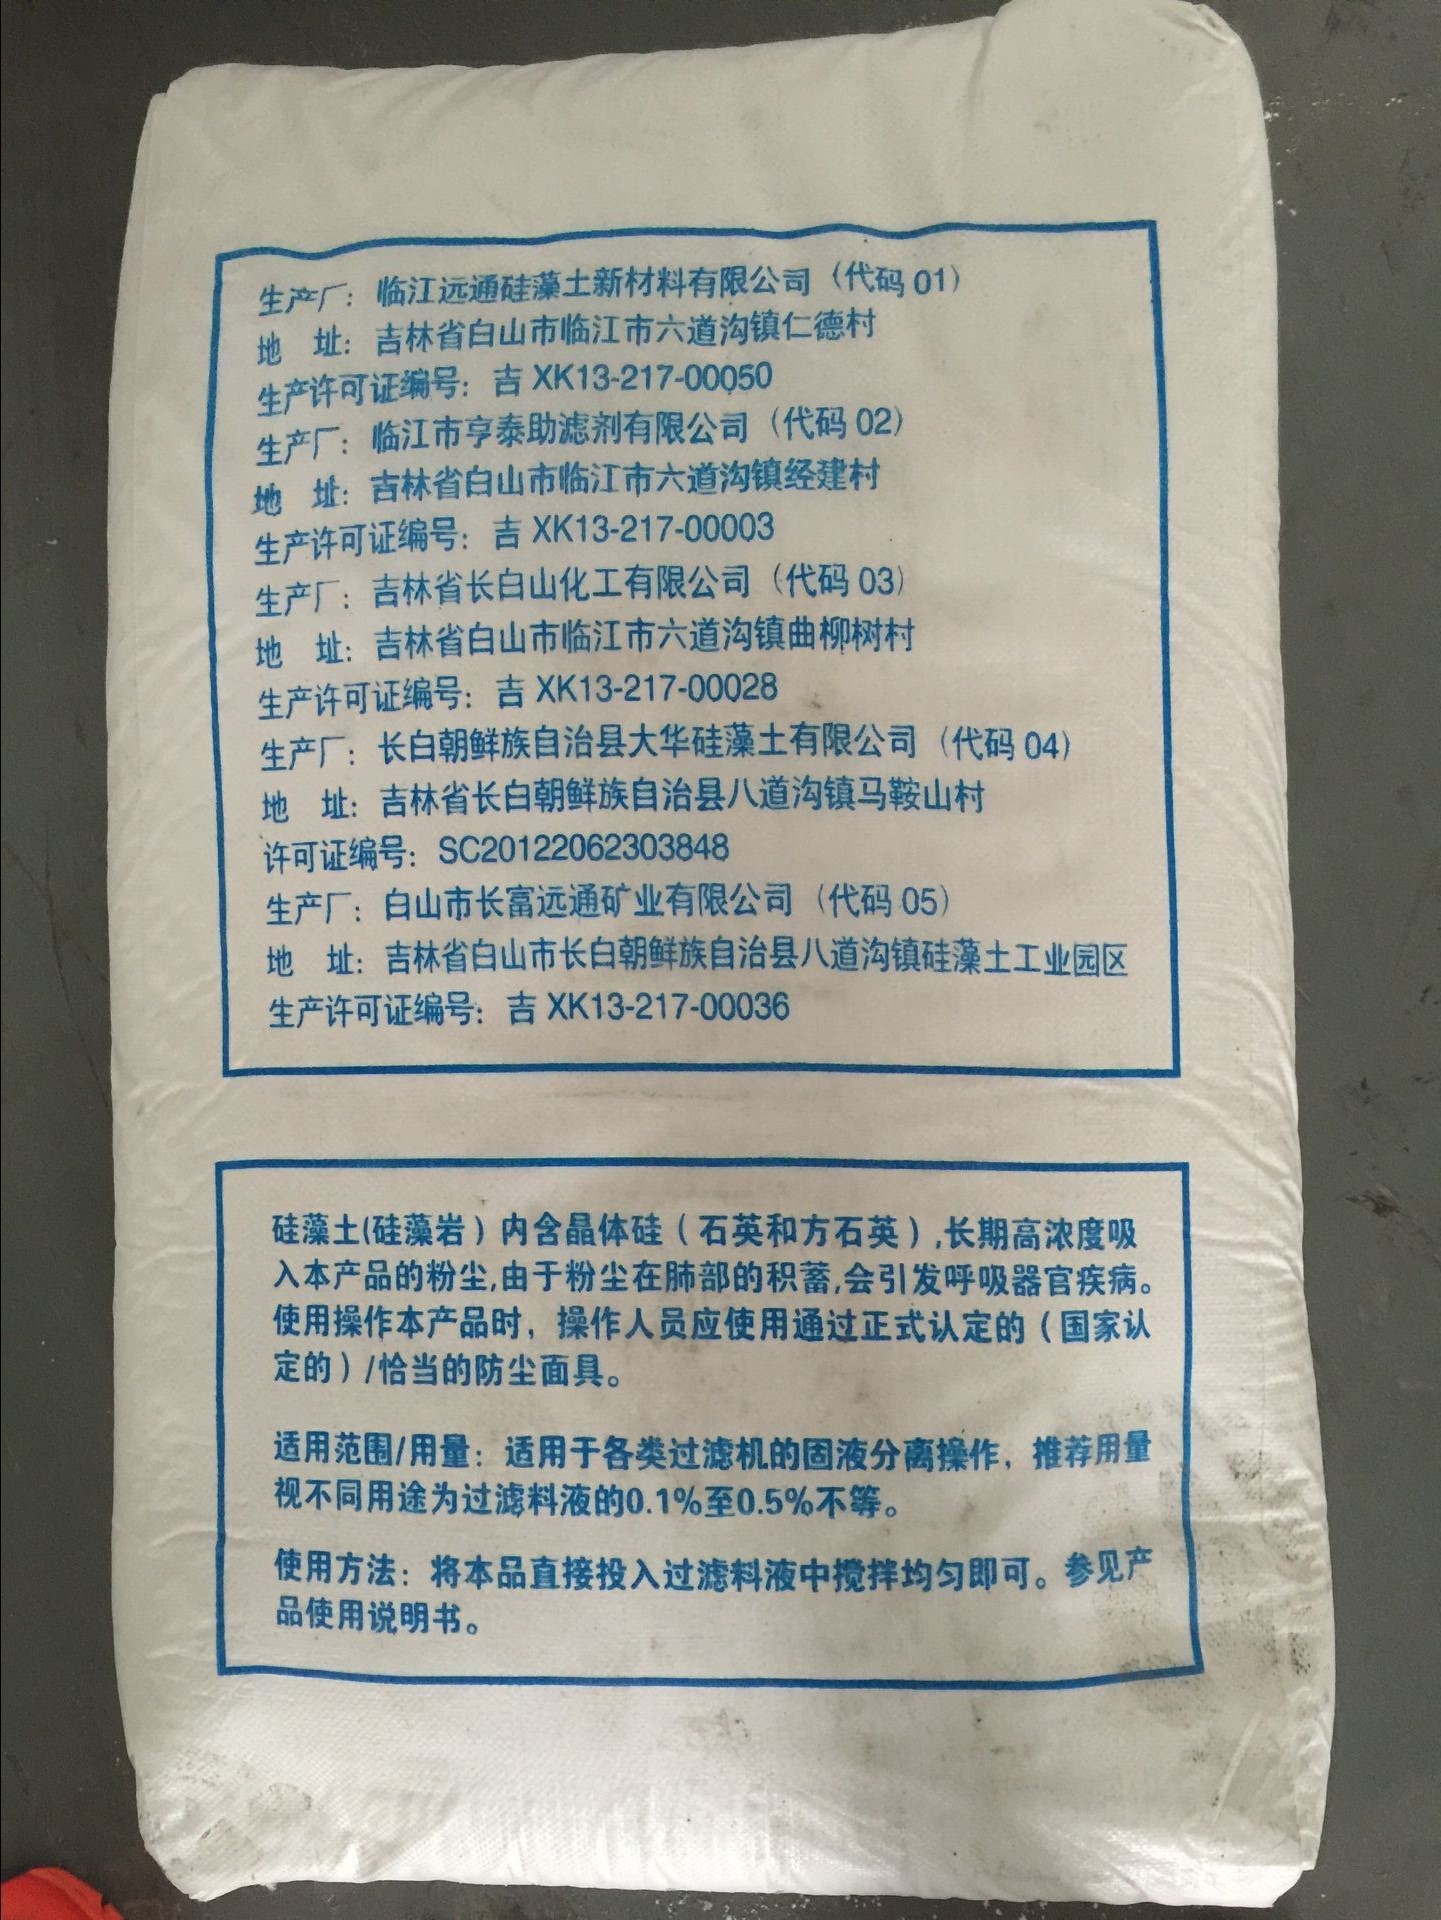 生产厂：临江远通硅藻土新材料有限公司（代码 01）
地 址：吉林省白山市临江市六道沟镇仁德村
生产许可证编号：吉 XK13-217-00050
生产厂：临江市亨泰助滤剂有限公司（代码 02）
地 址：吉林省白山市临江市六道沟镇经建村
生产许可证编号：吉 XK13-217-00003
生产厂：吉林省长白山化工有限公司（代码 03）
地 址：吉林省白山市临江市六道沟镇曲柳树村
生产许可证编号：吉 XK13-217-00028
生产厂：长白朝鲜族自治县大华硅藻土有限公司（代码 04）
地 址：吉林省长白朝鲜族自治县八道沟镇马鞍山村
许可证编号：SC20122062303848
生产厂：白山市长富远通矿业有限公司（代码 05）
地 址：吉林省白山市长白朝鲜族自治县八道沟镇硅藻土工业园区
生产许可证编号：吉 XK13-217-00036
硅藻土(硅藻岩）内含晶体硅（石英和方石英）,长期高浓度吸
入本产品的粉尘,由于粉尘在肺部的积蓄,会引发呼吸器官疾病。
使用操作本产品时，操作人员应使用通过正式认定的（国家认
定的）/恰当的防尘面具。
适用范围/用量：适用于各类过滤机的固液分离操作，推荐用量
视不同用途为过滤料液的0.1%至0.5%不等。
使用方法：将本品直接投入过滤料液中搅拌均匀即可。参见产
品使用说明书。